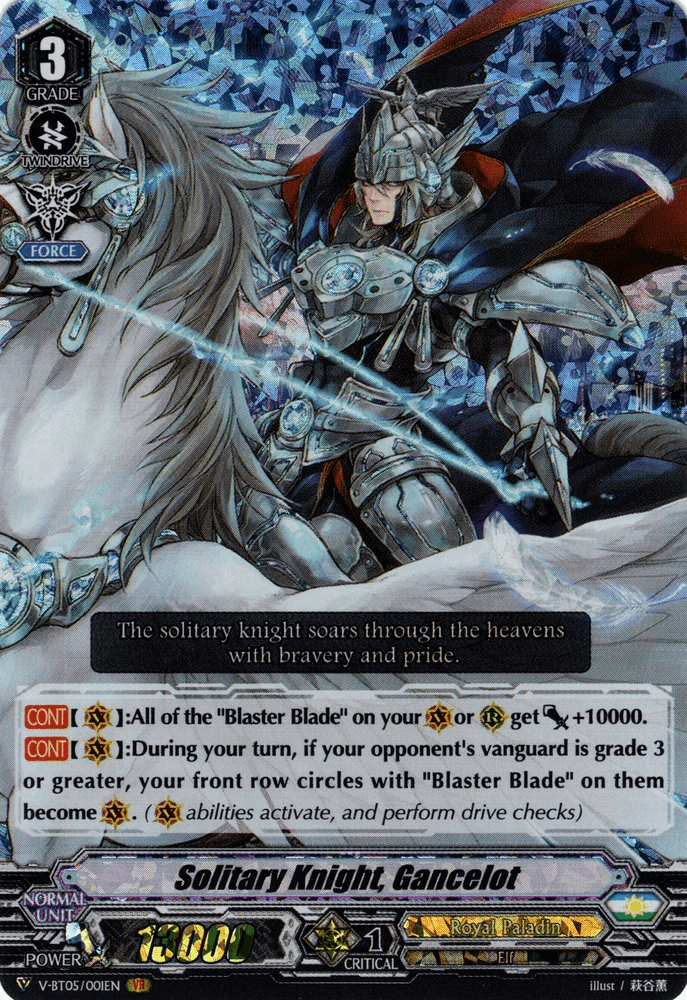 3
GRADE
TWINDRIVE
FORCE
The solitary knight soars through the heavens
with bravery and pride.
CONT【 V 】:All of the "Blaster Blade" on your V or R get +10000.
CONT【 V 】:During your turn, if your opponent's vanguard is grade 3
or greater, your front row circles with "Blaster Blade" on them
become V. (V abilities activate, and perform drive checks)
Solitary Knight, Gancelot
NORMAL
UNIT
POWER 13000
1
CRITICAL
Royal Paladin
Elf
V-BT05/001EN VR
illust / 萩谷薫